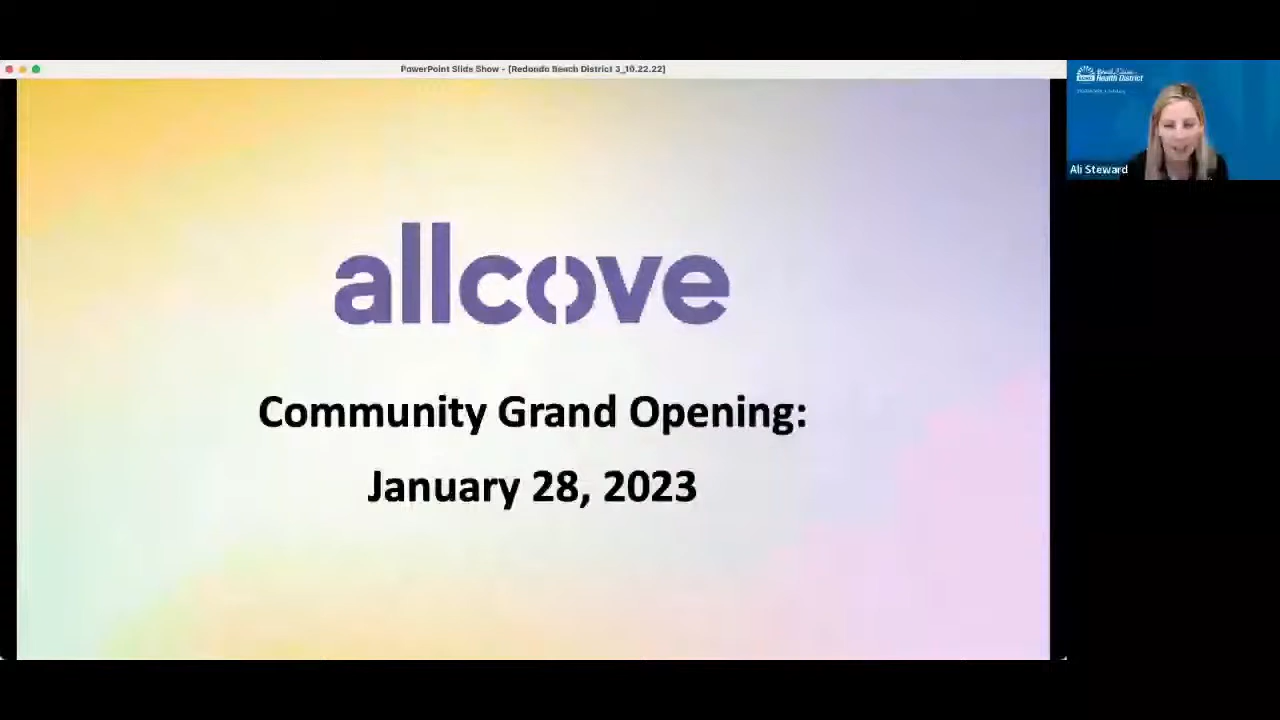 PowerPoint Slide Show - [Redondo Beach District 3_10.22.22]
Health District
Ali Steward
allcove
Community Grand Opening:
January 28, 2023